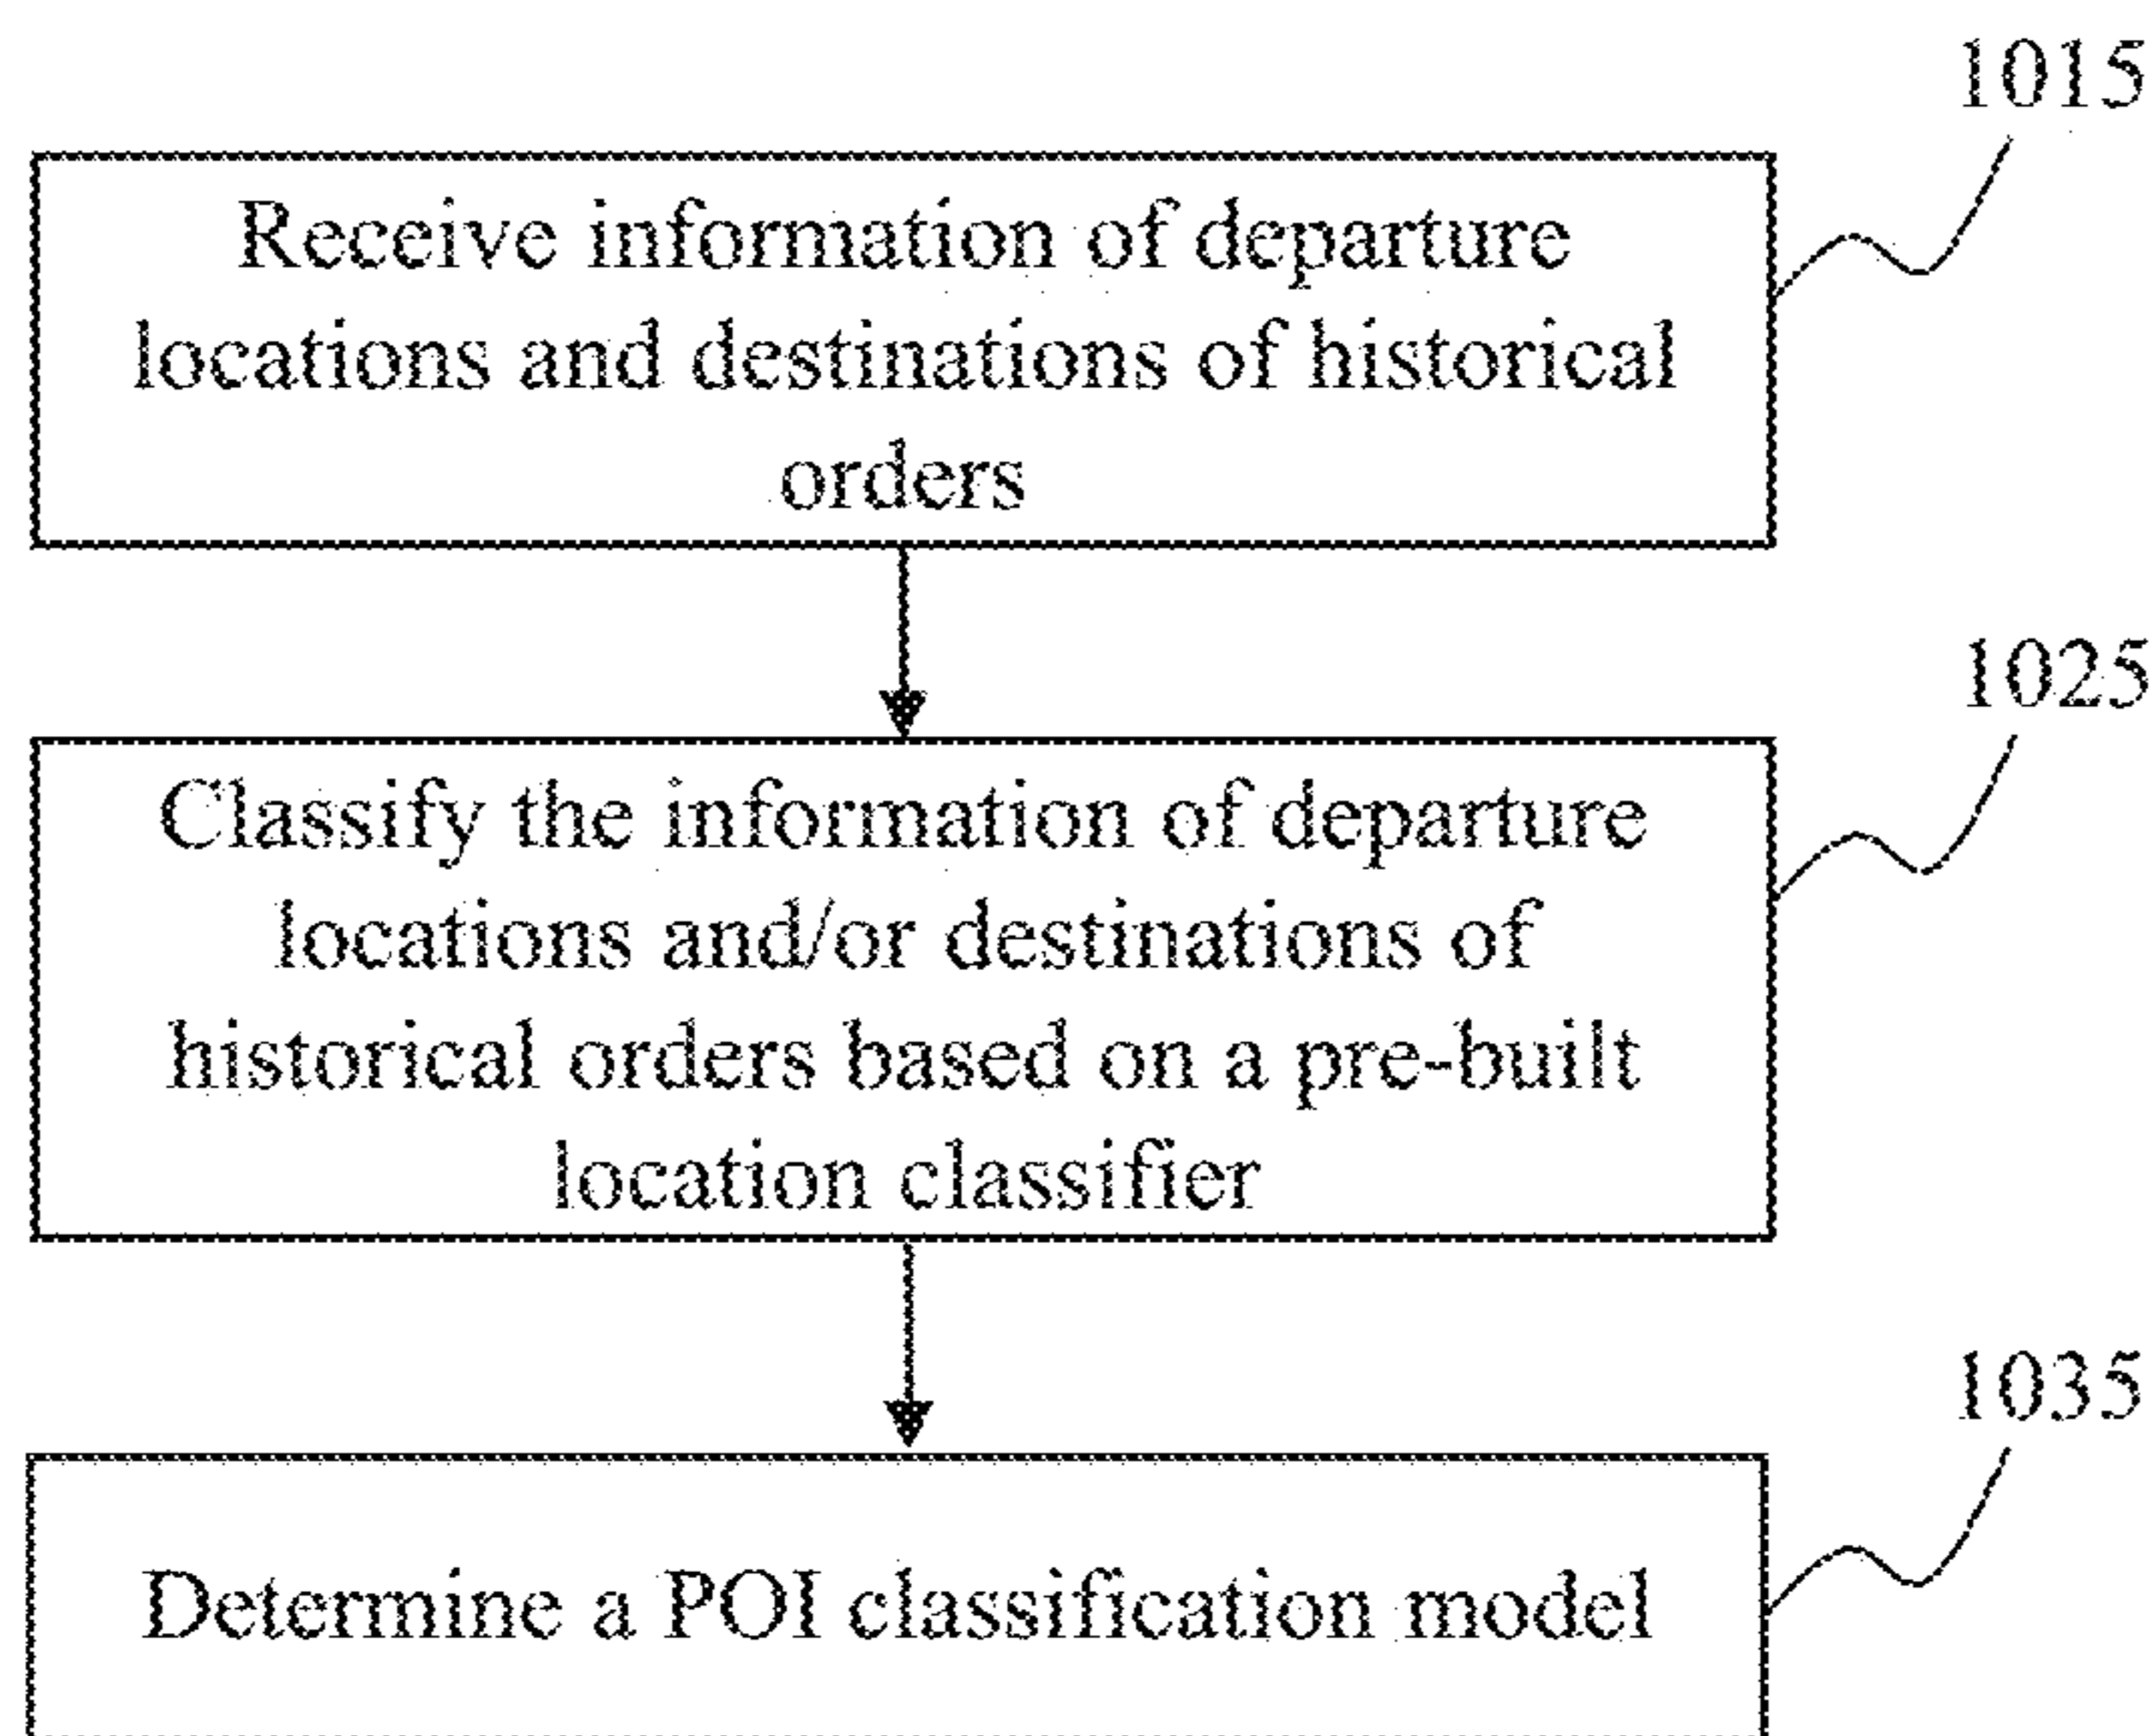 1015
Receive information of departure
locations and destinations of historical
orders
1025
Classify the information of departure
locations and/or destinations of
historical orders based on a pre-built
location classifier
1035
Determine a POI classification model